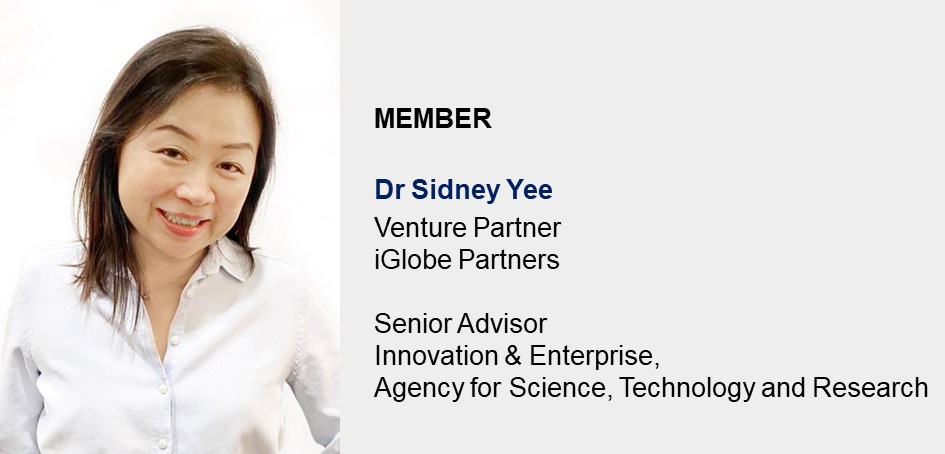 MEMBER
Dr Sidney Yee
Venture Partner
iGlobe Partners
Senior Advisor
Innovation & Enterprise,
Agency for Science, Technology and Research